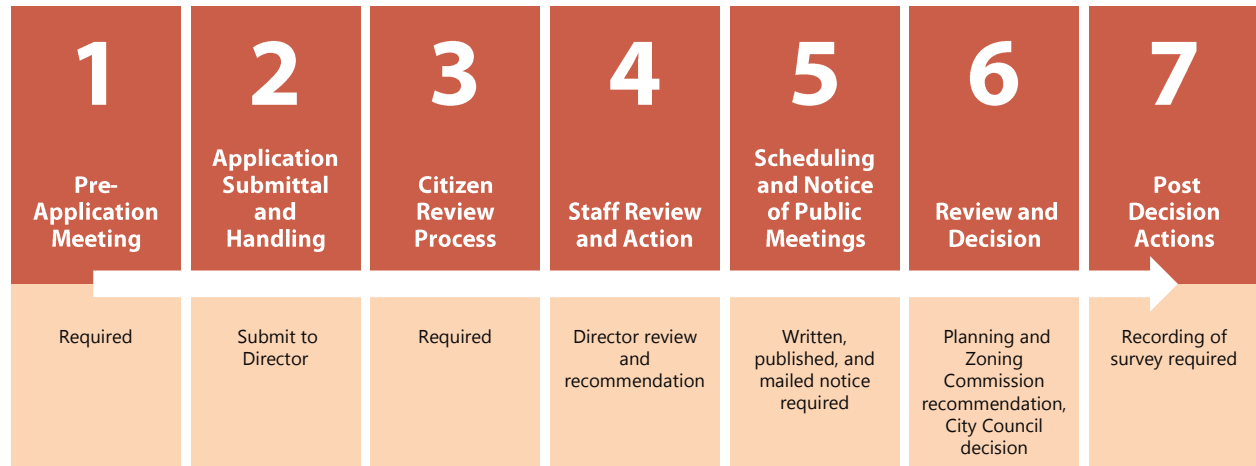 1
Pre-
Application
Meeting
Required
2
Application
Submittal
and
Handling
Submit to
Director
3
Citizen
Review
Process
Required
4
Staff Review
and Action
Director review
and
recommendation
5
Scheduling
and Notice
of Public
Meetings
Written,
published, and
mailed notice
required
6
Review and
Decision
Planning and
Zoning
Commission
recommendation,
City Council
decision
7
Post
Decision
Actions
Recording of
survey required